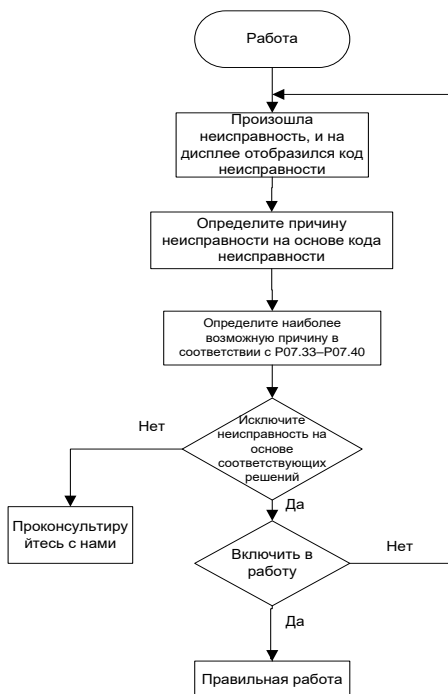 Работа
Произошла
неисправность, и на
дисплее отобразился код
неисправности
Определите причину
неисправности на основе кода
неисправности
Определите наиболее
возможную причину в
соответствии с P07.33–P07.40
Исключите
неисправность на
основе
соответствующих
решений
Нет
Да
Проконсультиру
йтесь с нами
Включить в
работу
Нет
Да
Правильная работа